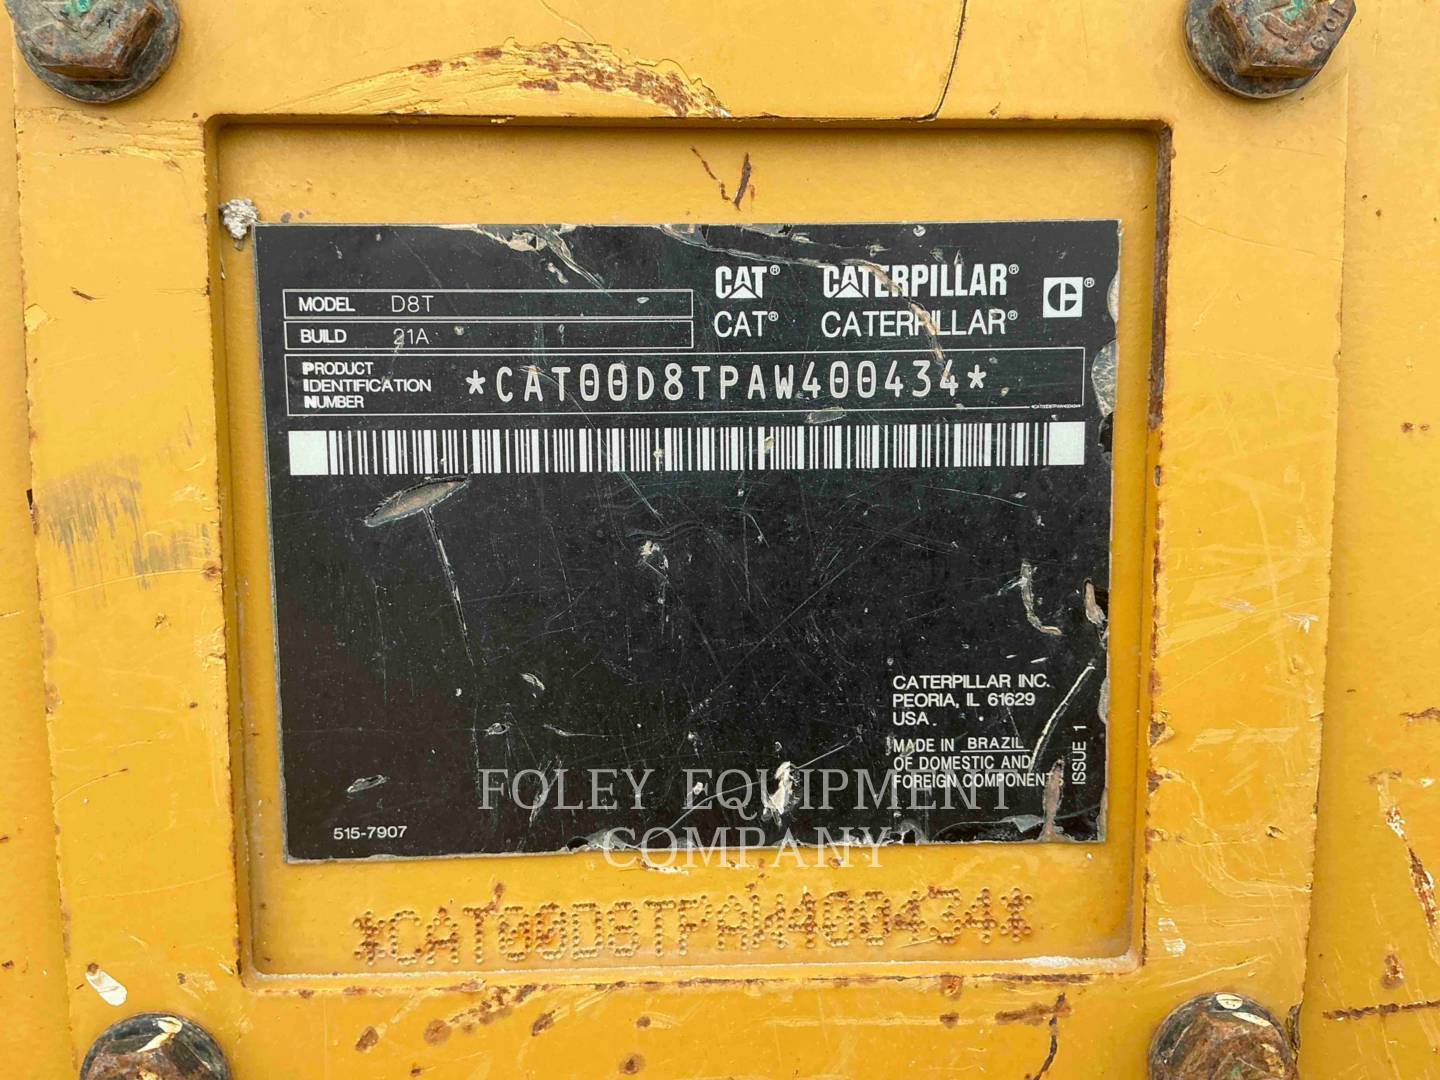 CAT® CATERPILLAR®
CAT® CATERPILLAR®
MODEL D8T
BUILD 21A
PRODUCT IDENTIFICATION NUMBER *CAT00D8TPAW400434*
CATERPILLAR INC.
PEORIA, IL 61629
USA
MADE IN BRAZIL
OF DOMESTIC AND
FOREIGN COMPONENTS
ISSUE 1
515-7907
FOLEY EQUIPMENT
COMPANY
*CAT00D8TPAW400434*